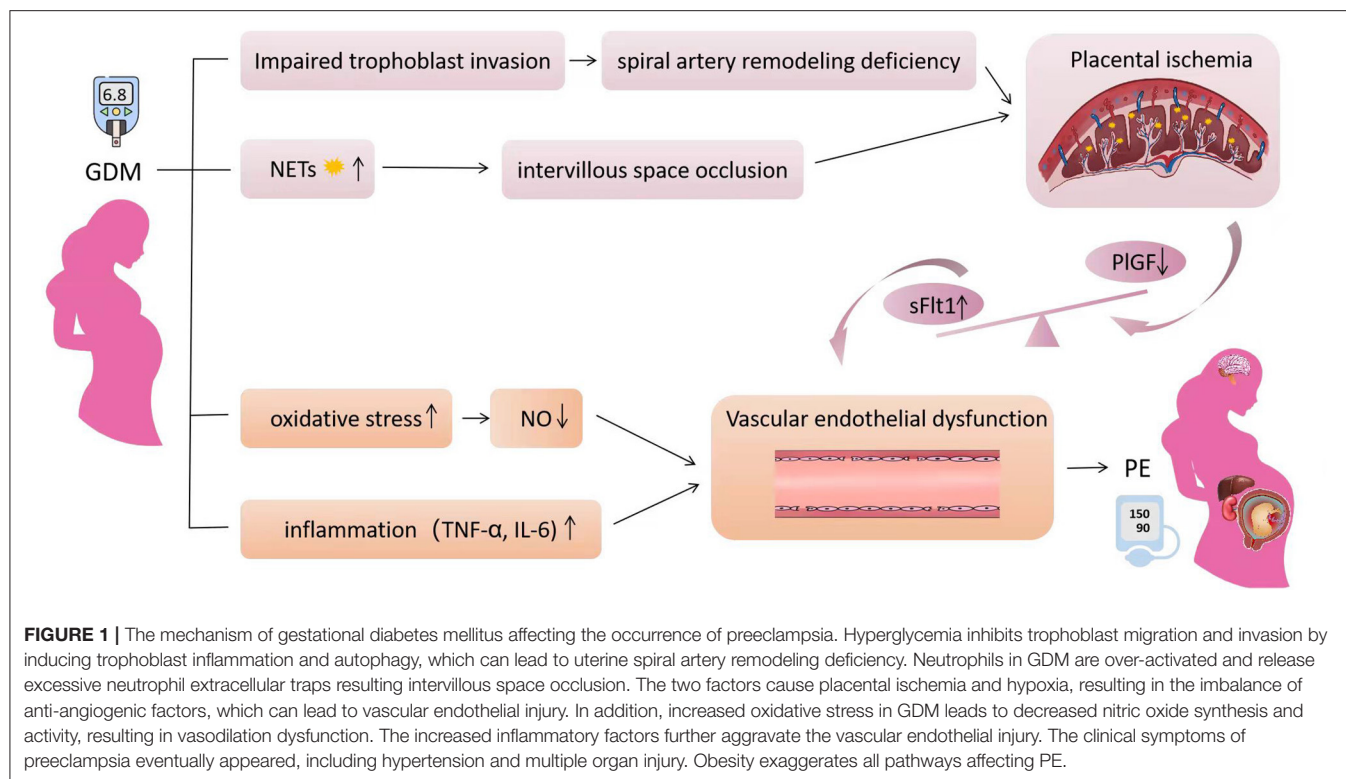 Impaired trophoblast invasion
spiral artery remodeling deficiency
Placental ischemia
6.8
GDM
NETs ↑
intervillous space occlusion
PlGF↓
sFlt1↑
oxidative stress ↑
NO ↓
Vascular endothelial dysfunction
PE
inflammation (TNF-α, IL-6) ↑
150
90
FIGURE 1 | The mechanism of gestational diabetes mellitus affecting the occurrence of preeclampsia. Hyperglycemia inhibits trophoblast migration and invasion by
inducing trophoblast inflammation and autophagy, which can lead to uterine spiral artery remodeling deficiency. Neutrophils in GDM are over-activated and release
excessive neutrophil extracellular traps resulting intervillous space occlusion. The two factors cause placental ischemia and hypoxia, resulting in the imbalance of
anti-angiogenic factors, which can lead to vascular endothelial injury. In addition, increased oxidative stress in GDM leads to decreased nitric oxide synthesis and
activity, resulting in vasodilation dysfunction. The increased inflammatory factors further aggravate the vascular endothelial injury. The clinical symptoms of
preeclampsia eventually appeared, including hypertension and multiple organ injury. Obesity exaggerates all pathways affecting PE.